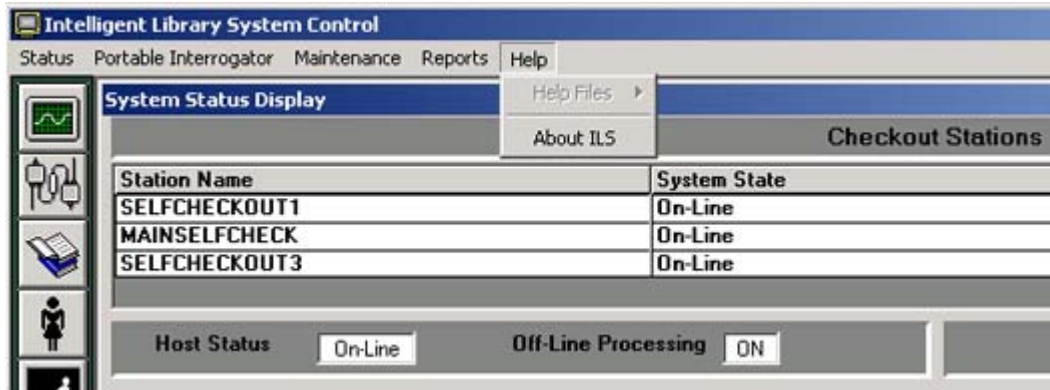 Intelligent Library System Control
Status Portable Interrogator Maintenance Reports Help
System Status Display
Help Files
About ILS
Checkout Stations
Station Name System State
SELFCHECKOUT1 On-Line
MAINSELFCHECK On-Line
SELFCHECKOUT3 On-Line
Host Status On-Line Off-Line Processing ON